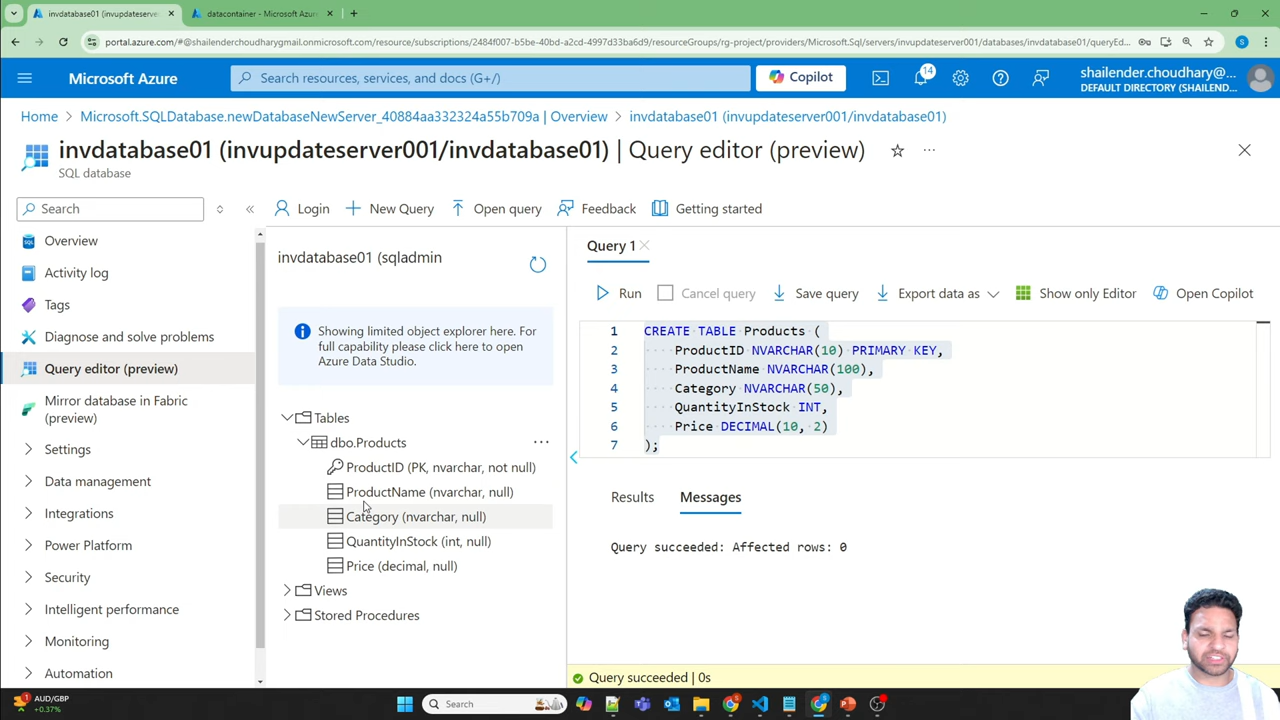 invdatabase01 (invupdateserver
datacontainer - Microsoft Azure
portal.azure.com/#@shailenderchoudharygmail.onmicrosoft.com/resource/subscriptions/2484f007-b5be-40bd-a2cd-4997d33ba6d9/resourceGroups/rg-project/providers/Microsoft.Sql/servers/invupdateserver001/databases/invdatabase01/queryEd...
S
Microsoft Azure
Search resources, services, and docs (G+/)
Copilot
14
shailender.choudhary@...
DEFAULT DIRECTORY (SHAILEND...
Home > Microsoft.SQLDatabase.newDatabaseNewServer_40884aa332324a55b709a | Overview > invdatabase01 (invupdateserver001/invdatabase01)
invdatabase01 (invupdateserver001/invdatabase01) | Query editor (preview)
SQL database
Search
Login
New Query
Open query
Feedback
Getting started
Overview
Activity log
Tags
Diagnose and solve problems
Query editor (preview)
Mirror database in Fabric
(preview)
Settings
Data management
Integrations
Power Platform
Security
Intelligent performance
Monitoring
Automation
invdatabase01 (sqladmin
Showing limited object explorer here. For
full capability please click here to open
Azure Data Studio.
Tables
dbo.Products
ProductID (PK, nvarchar, not null)
ProductName (nvarchar, null)
Category (nvarchar, null)
QuantityInStock (int, null)
Price (decimal, null)
Views
Stored Procedures
Query 1
Run
Cancel query
Save query
Export data as
Show only Editor
Open Copilot
1 CREATE TABLE Products (
2 ProductID NVARCHAR(10) PRIMARY KEY,
3 ProductName NVARCHAR(100),
4 Category NVARCHAR(50),
5 QuantityInStock INT,
6 Price DECIMAL(10, 2)
7 );
Results
Messages
Query succeeded: Affected rows: 0
Query succeeded | 0s
1
AUD/GBP
+0.37%
Search